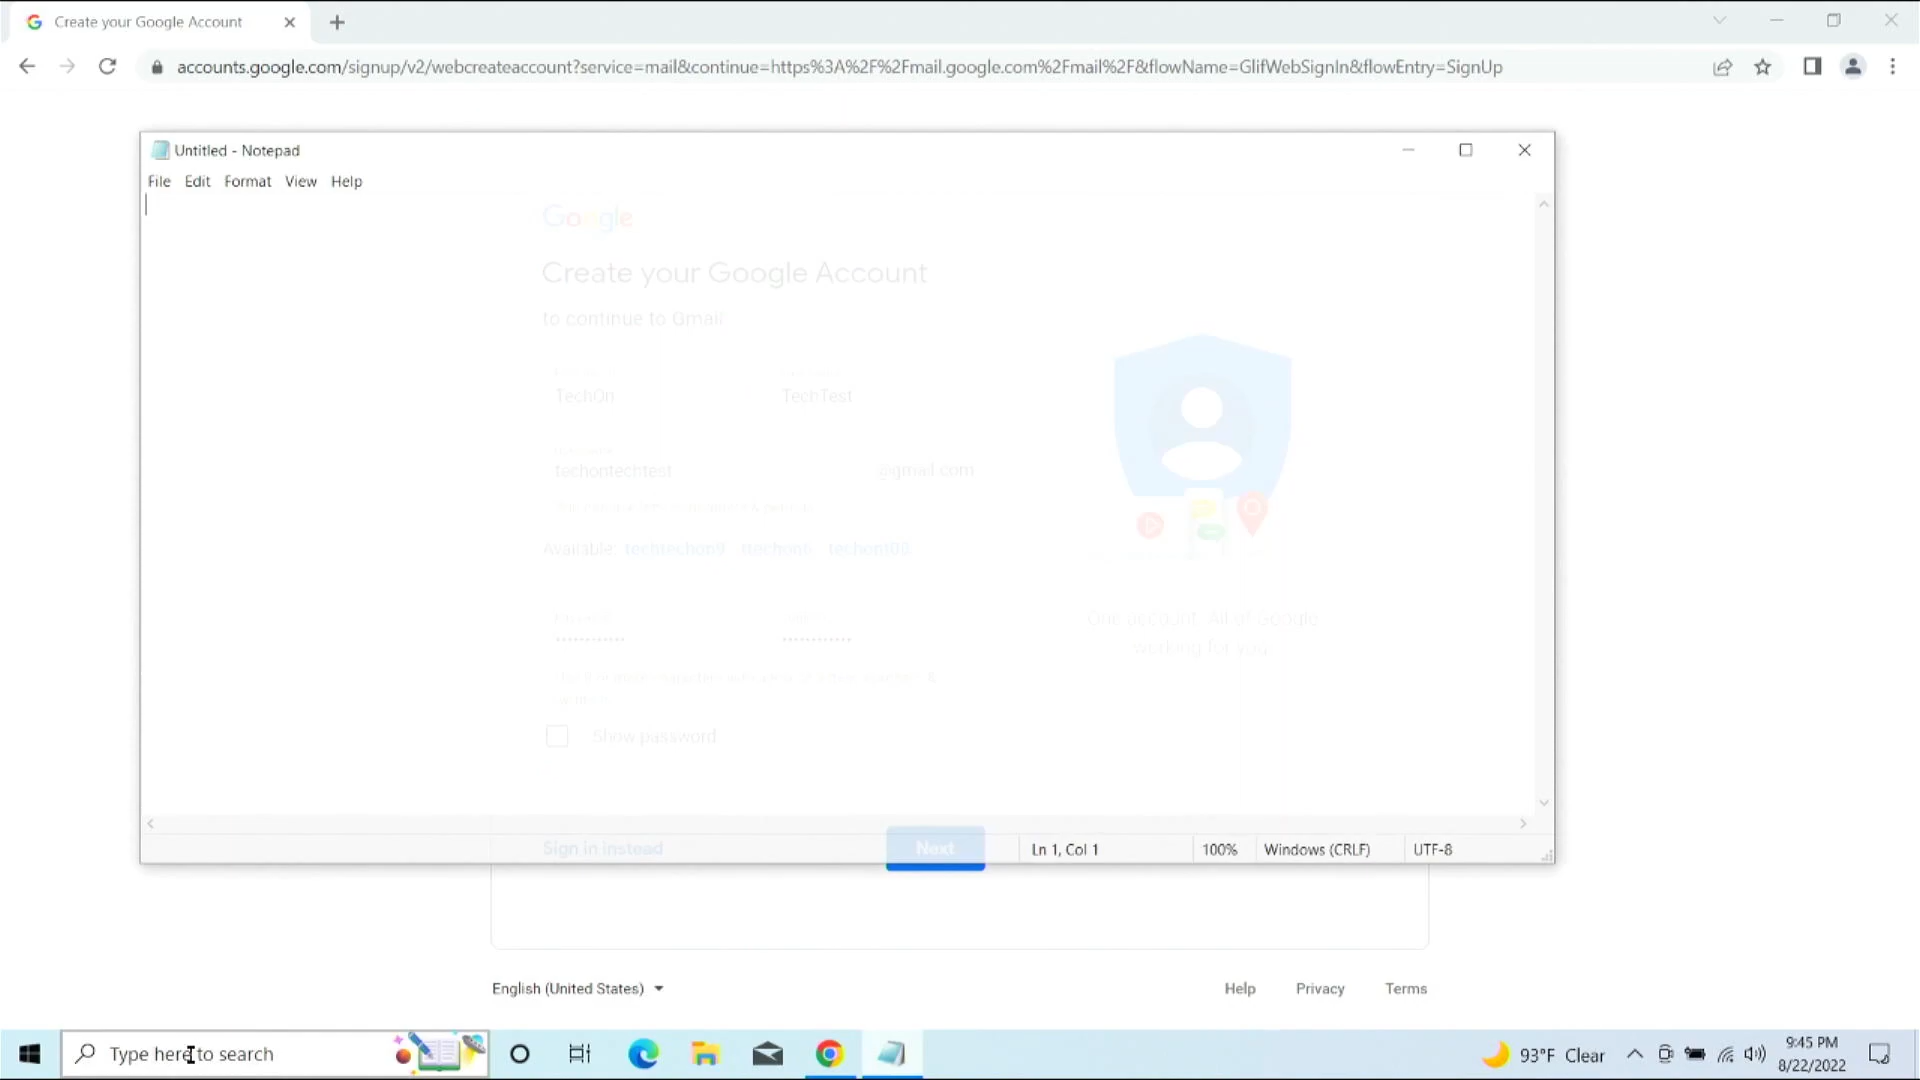 Create your Google Account
accounts.google.com/signup/v2/webcreateaccount?service=mail&continue=https%3A%2F%2Fmail.google.com%2Fmail%2F&flowName=GlifWebSignIn&flowEntry=SignUp
Untitled - Notepad
File Edit Format View Help
Google
Create your Google Account
to continue to Gmail
TechOn TechTest
techontechtest @gmail.com
Available: techtechon9 techont09
One account. All of Google
working for you.
Show password
Sign in instead Next
Ln 1, Col 1 100% Windows (CRLF) UTF-8
English (United States) Help Privacy Terms
Type here to search
93°F Clear
9:45 PM
8/22/2022